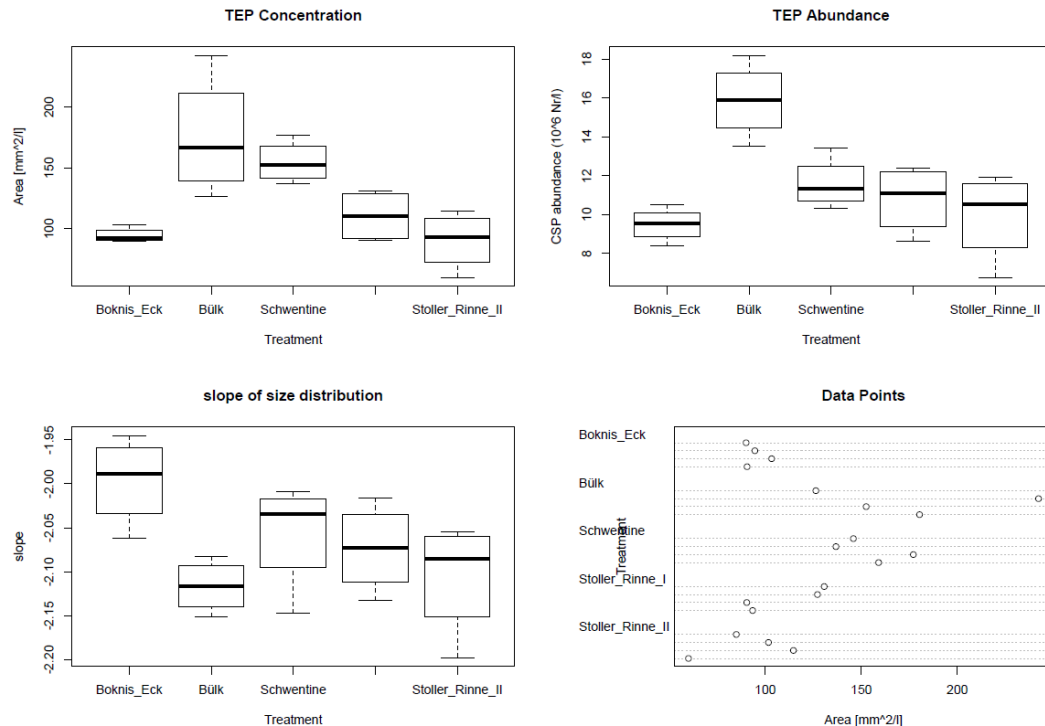 TEP Concentration
Area [mm^2/l]
200
150
100
Boknis_Eck Bülk Schwentine Stoller_Rinne_II
Treatment
TEP Abundance
CSP abundance (10^6 Nr/l)
18
16
14
12
10
8
Boknis_Eck Bülk Schwentine Stoller_Rinne_II
Treatment
slope of size distribution
slope
-1.95
-2.00
-2.05
-2.10
-2.15
-2.20
Boknis_Eck Bülk Schwentine Stoller_Rinne_II
Treatment
Data Points
Treatment
Boknis_Eck
Bülk
Schwentine
Stoller_Rinne_I
Stoller_Rinne_II
100 150 200
Area [mm^2/l]